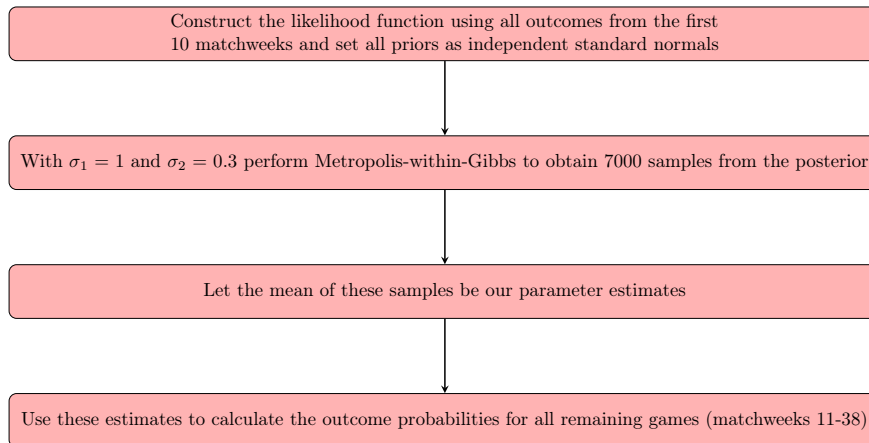 Construct the likelihood function using all outcomes from the first
10 matchweeks and set all priors as independent standard normals
With σ₁ = 1 and σ₂ = 0.3 perform Metropolis-within-Gibbs to obtain 7000 samples from the posterior
Let the mean of these samples be our parameter estimates
Use these estimates to calculate the outcome probabilities for all remaining games (matchweeks 11-38)